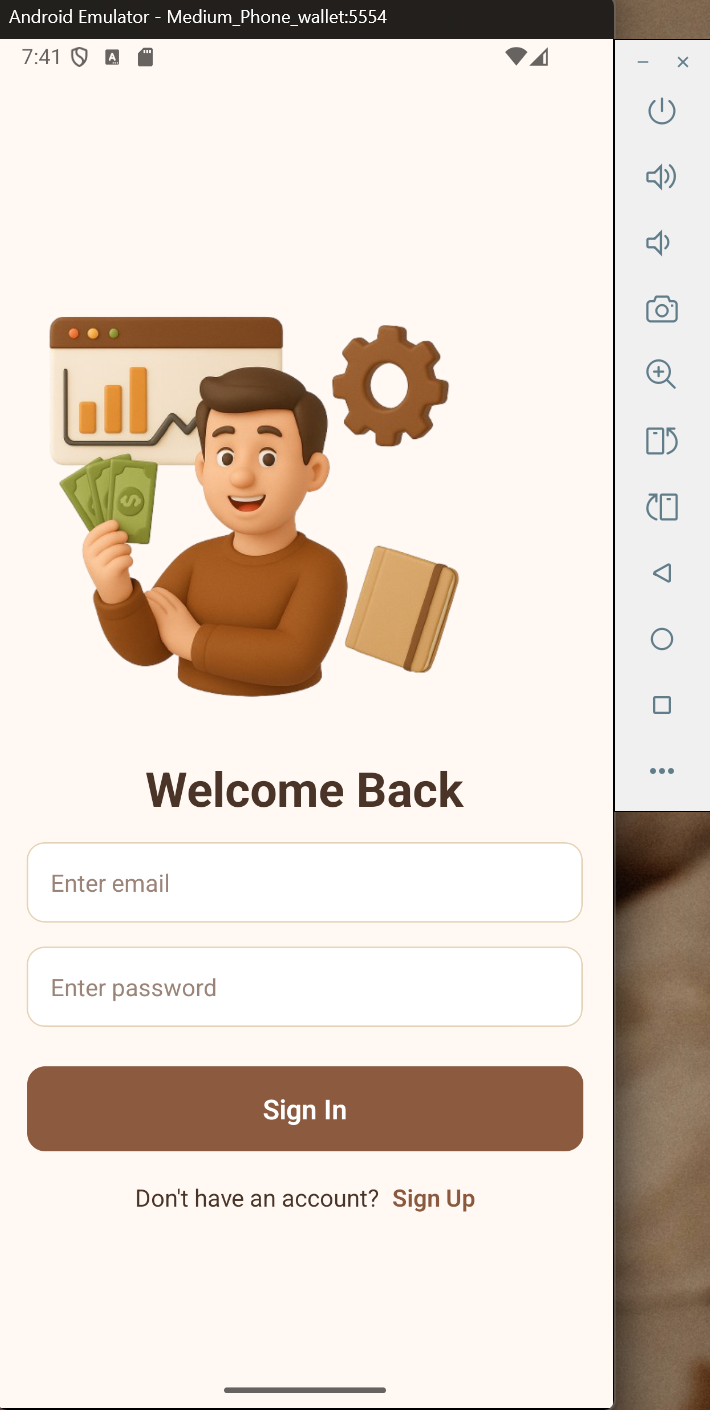 Android Emulator - Medium_Phone_wallet:5554
7:41
A
Welcome Back
Enter email
Enter password
Sign In
Don't have an account? Sign Up